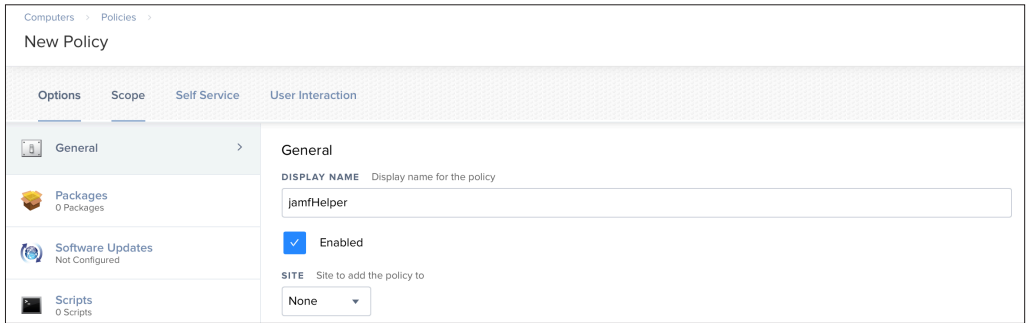 Computers > Policies >
New Policy
Options Scope Self Service User Interaction
General >
Packages
0 Packages
Software Updates
Not Configured
Scripts
0 Scripts
General
DISPLAY NAME Display name for the policy
jamfHelper
Enabled
SITE Site to add the policy to
None